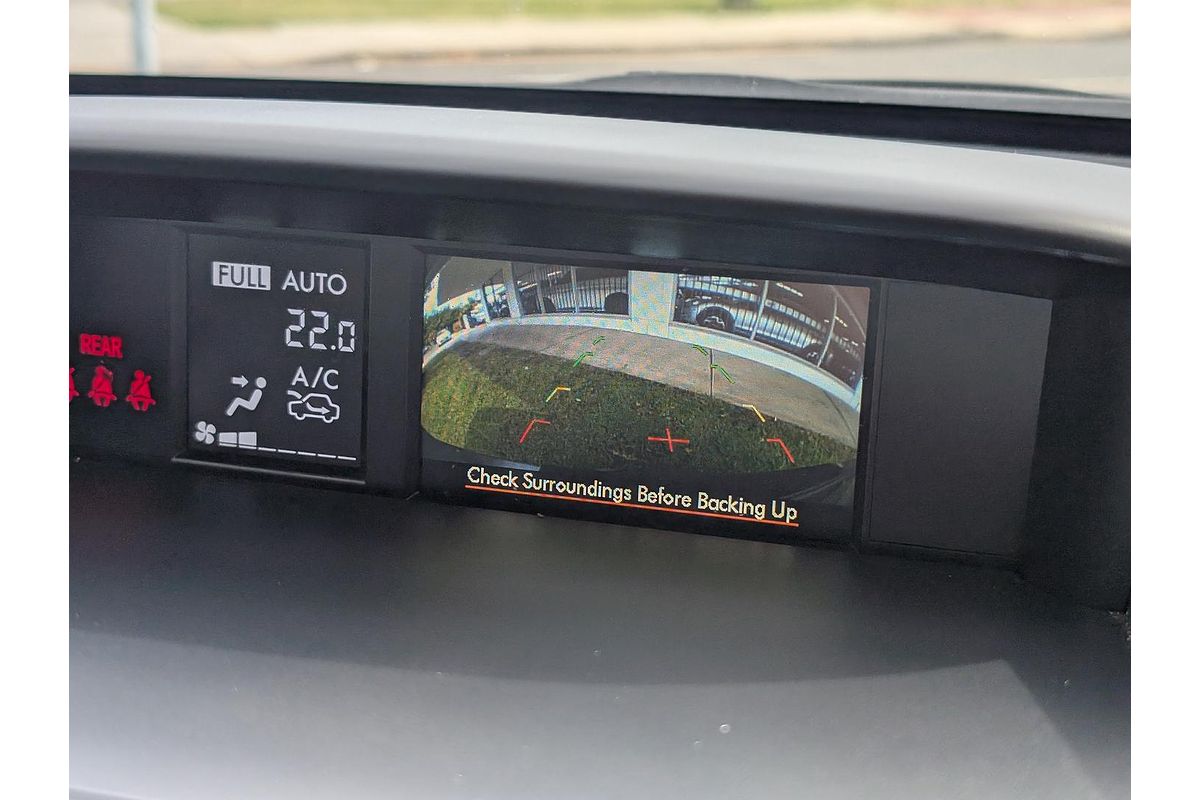 FULL AUTO
22.0
REAR
A/C
Check Surroundings Before Backing Up